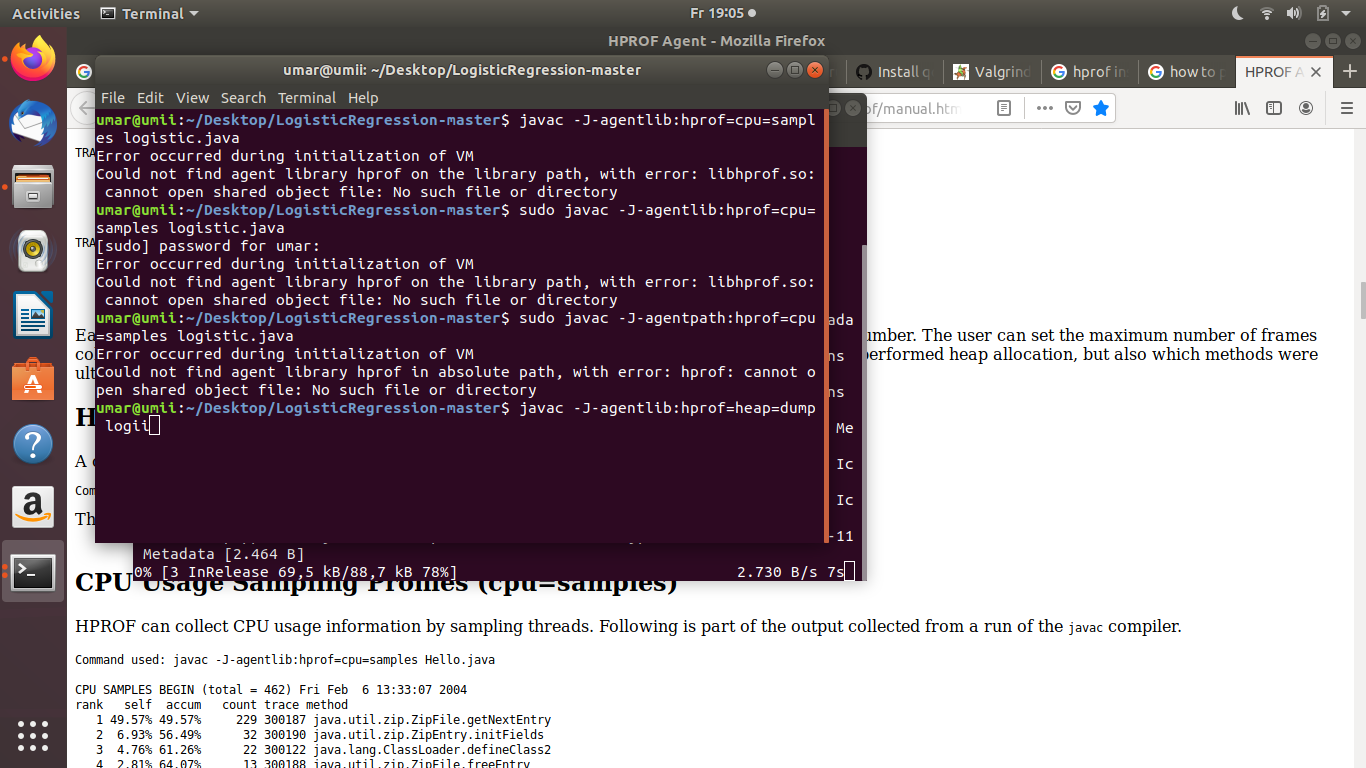 Activities
Terminal
Fr 19:05
HPROF Agent - Mozilla Firefox
umar@umii: ~/Desktop/LogisticRegression-master
Install
Valgrind
hprof in
how to
HPROF A
File Edit View Search Terminal Help
of/manual.htm
umar@umii:~/Desktop/LogisticRegression-master$ javac -J-agentlib:hprof=cpu=sampl
es logistic.java
Error occurred during initialization of VM
Could not find agent library hprof on the library path, with error: libhprof.so:
cannot open shared object file: No such file or directory
umar@umii:~/Desktop/LogisticRegression-master$ sudo javac -J-agentlib:hprof=cpu=
samples logistic.java
[sudo] password for umar:
Error occurred during initialization of VM
Could not find agent library hprof on the library path, with error: libhprof.so:
cannot open shared object file: No such file or directory
umar@umii:~/Desktop/LogisticRegression-master$ sudo javac -J-agentpath:hprof=cpu
=samples logistic.java
Error occurred during initialization of VM
Could not find agent library hprof in absolute path, with error: hprof: cannot o
pen shared object file: No such file or directory
umar@umii:~/Desktop/LogisticRegression-master$ javac -J-agentlib:hprof=heap=dump
logii
TRA
TRA
Ea
umber. The user can set the maximum number of frames
co
performed heap allocation, but also which methods were
ult
H
A c
Com
Th
ada
ns
ns
Me
Ic
Ic
-11
Metadata [2.464 B]
0% [3 InRelease 69,5 kB/88,7 kB 78%] 2.730 B/s 7s
CPU Usage Sampling Profiles (cpu=samples)
HPROF can collect CPU usage information by sampling threads. Following is part of the output collected from a run of the javac compiler.
Command used: javac -J-agentlib:hprof=cpu=samples Hello.java
CPU SAMPLES BEGIN (total = 462) Fri Feb 6 13:33:07 2004
rank self accum count trace method
1 49.57% 49.57% 229 300187 java.util.zip.ZipFile.getNextEntry
2 6.93% 56.49% 32 300190 java.util.zip.ZipEntry.initFields
3 4.76% 61.26% 22 300122 java.lang.ClassLoader.defineClass2
4 2.81% 64.07% 13 300188 java.util.zip.ZipFile.freeEntry